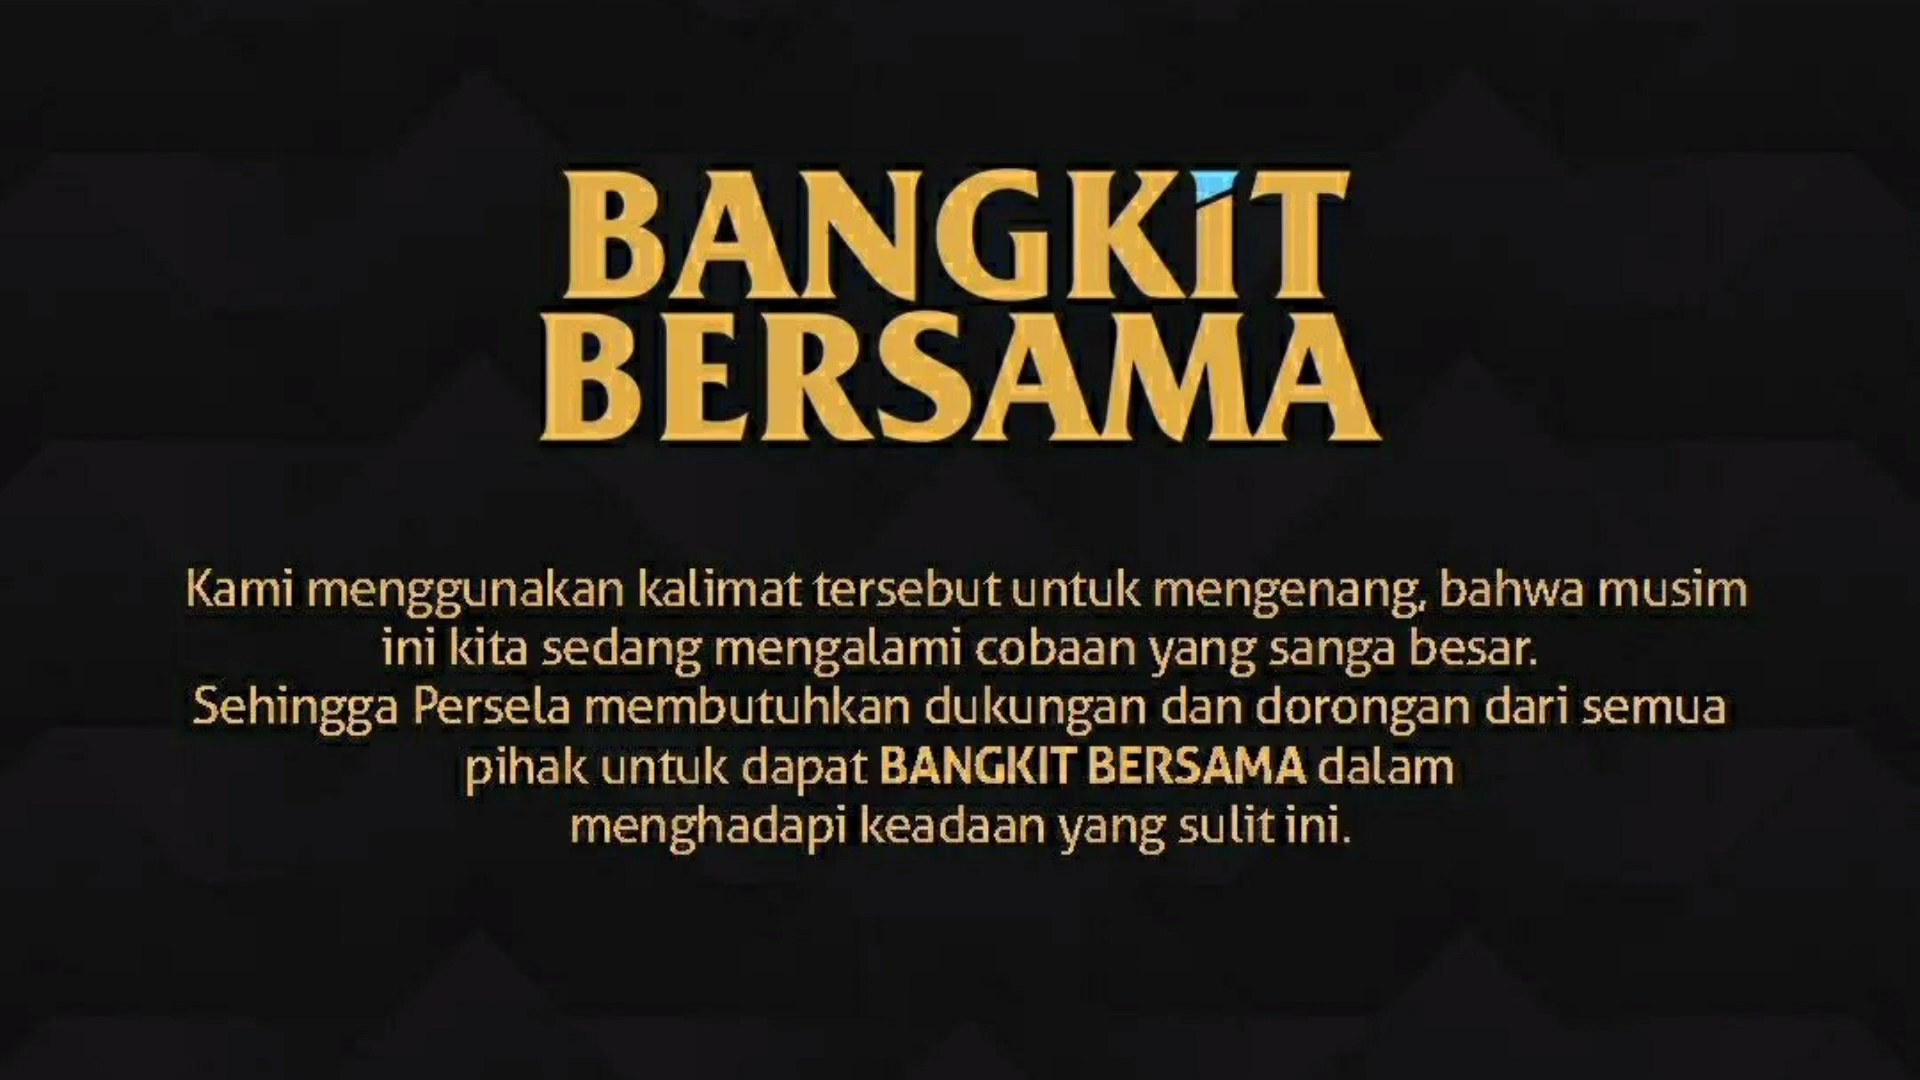 BANGKIT
BERSAMA
Kami menggunakan kalimat tersebut untuk mengenang, bahwa musim
ini kita sedang mengalami cobaan yang sanga besar.
Sehingga Persela membutuhkan dukungan dan dorongan dari semua
pihak untuk dapat BANGKIT BERSAMA dalam
menghadapi keadaan yang sulit ini.